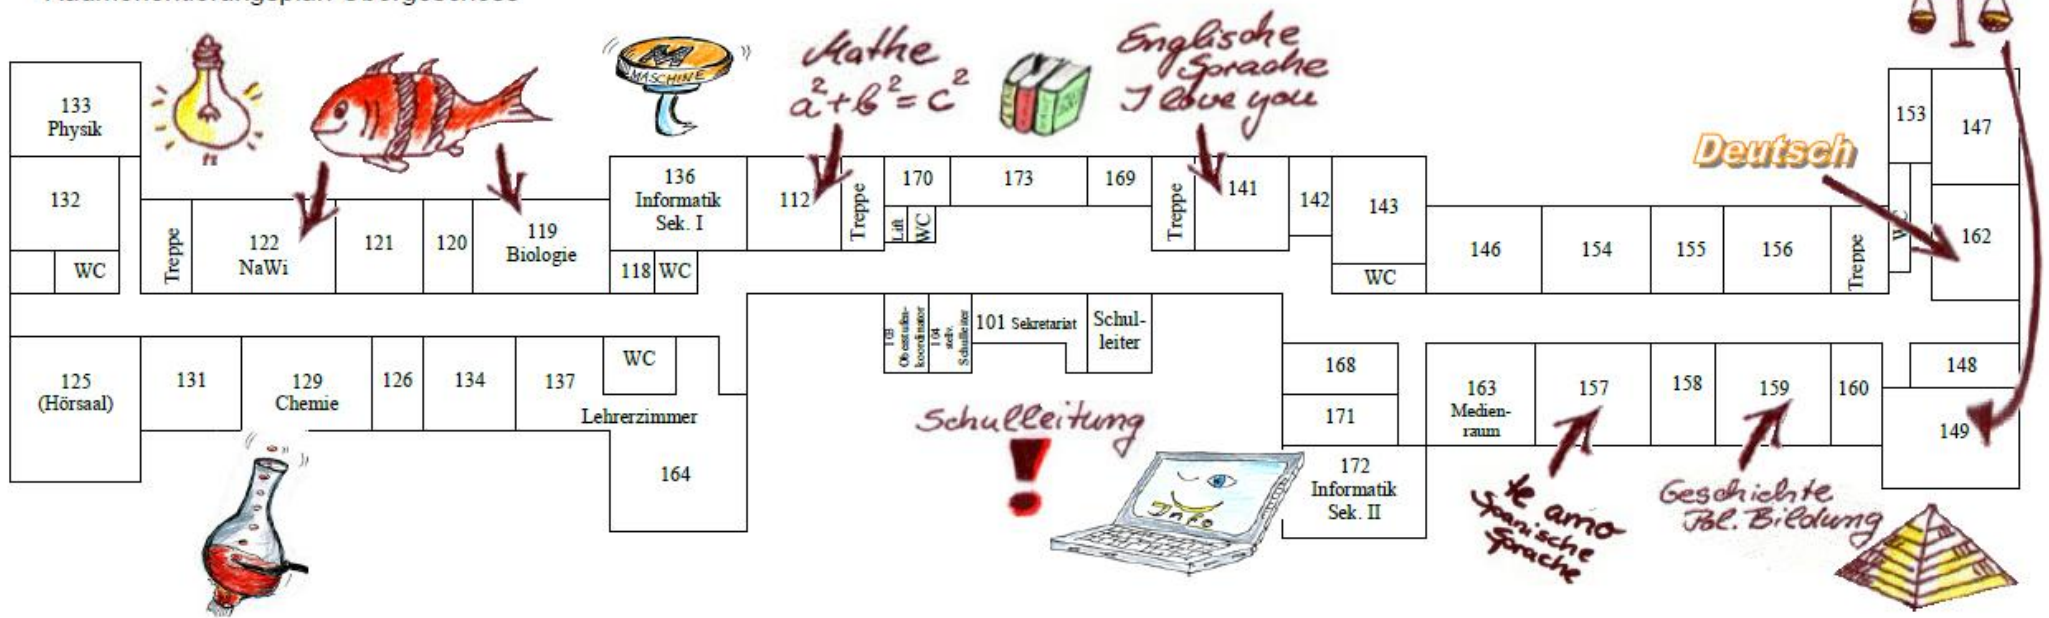 Raumorientierungsplan Obergeschoss
133
Physik
132
WC
Treppe
122
NaWi
121
120
119
Biologie
M
MASCHINE
136
Informatik
Sek. I
118
WC
Mathe
a²+b²=c²
112
Treppe
170
Lift
WC
173
169
Englische
Sprache
I love you
Treppe
141
142
143
WC
146
154
155
156
Treppe
Deutsch
WC
153
147
162
125
(Hörsaal)
131
129
Chemie
126
134
137
WC
Lehrerzimmer
164
103
Oberstufen-
koordinator
104
stellv.
Schulleiter
101 Sekretariat
Schul-
leiter
Schulleitung
!
Info
168
171
172
Informatik
Sek. II
163
Medien-
raum
157
158
159
160
148
149
te amo
Spanische
Sprache
Geschichte
Pol. Bildung